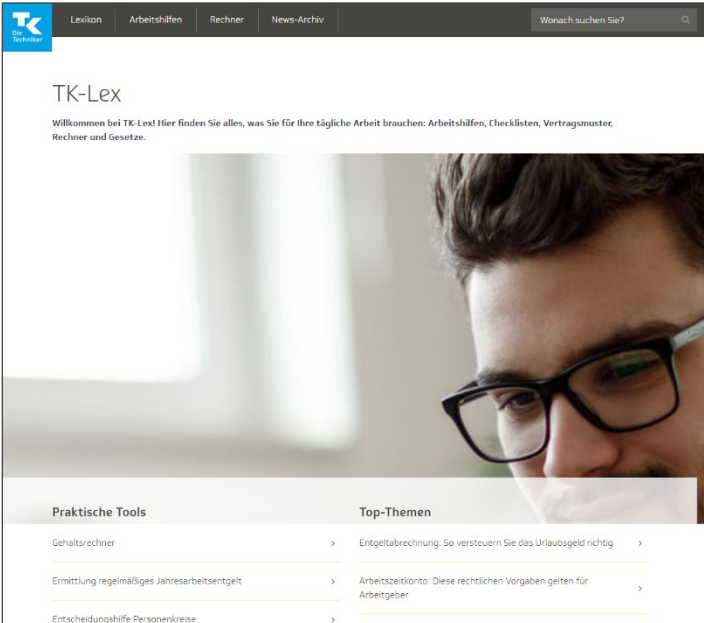 TK
Die
Techniker
Lexikon
Arbeitshilfen
Rechner
News-Archiv
Wonach suchen Sie?
TK-Lex
Willkommen bei TK-Lex! Hier finden Sie alles, was Sie für Ihre tägliche Arbeit brauchen: Arbeitshilfen, Checklisten, Vertragsmuster,
Rechner und Gesetze.
Praktische Tools
Gehaltsrechner
Ermittlung regelmäßiges Jahresarbeitsentgelt
Entscheidungshilfe Personenkreise
Top-Themen
Entgeltabrechnung: So versteuern Sie das Urlaubsgeld richtig
Arbeitszeitkonto: Diese rechtlichen Vorgaben gelten für
Arbeitgeber